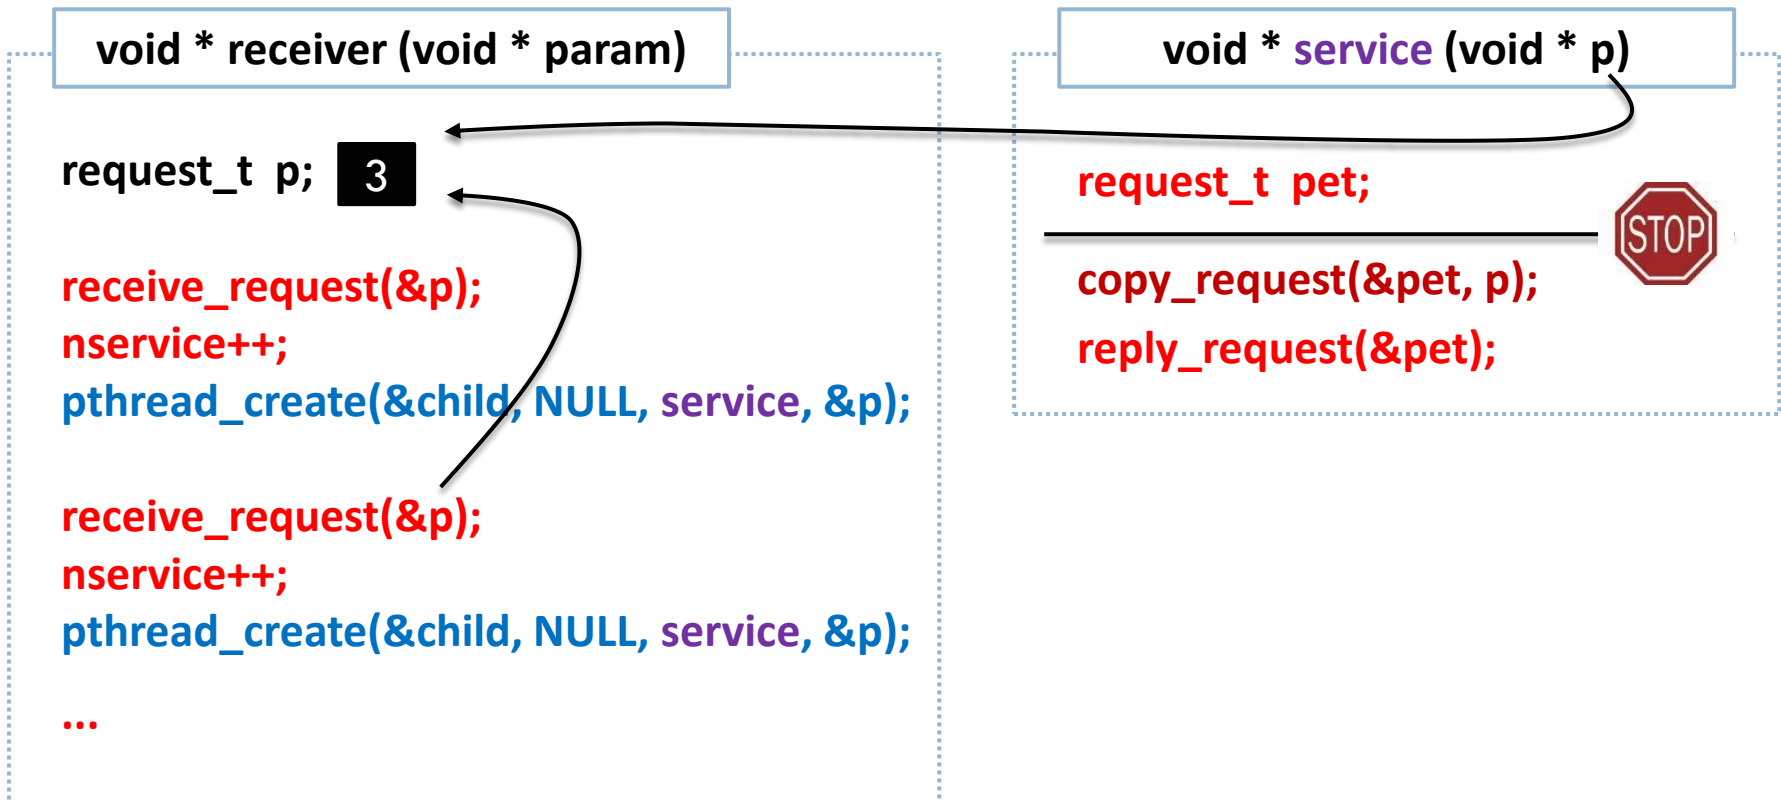 void * receiver (void * param)
request_t p; 3
receive_request(&p);
nservice++;
pthread_create(&child, NULL, service, &p);
receive_request(&p);
nservice++;
pthread_create(&child, NULL, service, &p);
...
void * service (void * p)
request_t pet;
STOP
copy_request(&pet, p);
reply_request(&pet);